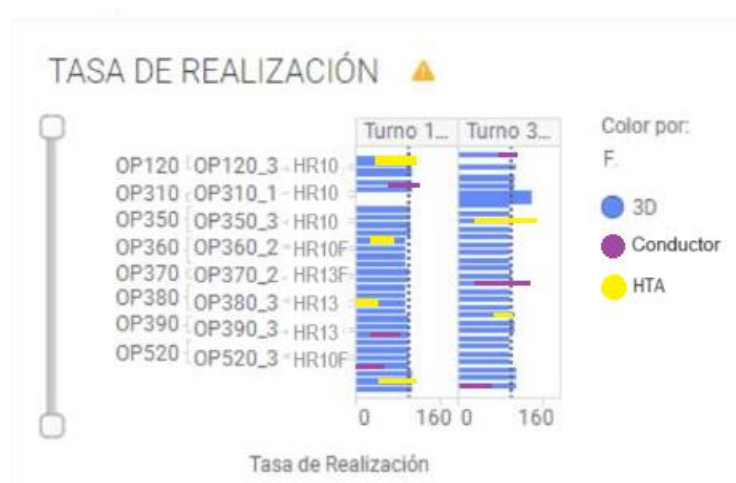 TASA DE REALIZACIÓN
Turno 1... Turno 3...
Color por:
F.
3D
Conductor
HTA
OP120 OP120_3 HR10
OP310 OP310_1 HR10
OP350 OP350_3 HR10
OP360 OP360_2 HR10F
OP370 OP370_2 HR13F
OP380 OP380_3 HR13
OP390 OP390_3 HR13
OP520 OP520_3 HR10F
0 160 0 160
Tasa de Realización